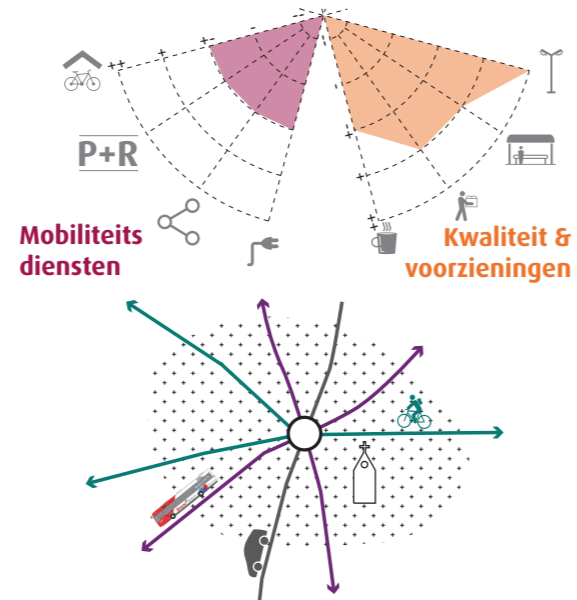 P+R
Mobiliteits
diensten
Kwaliteit &
voorzieningen